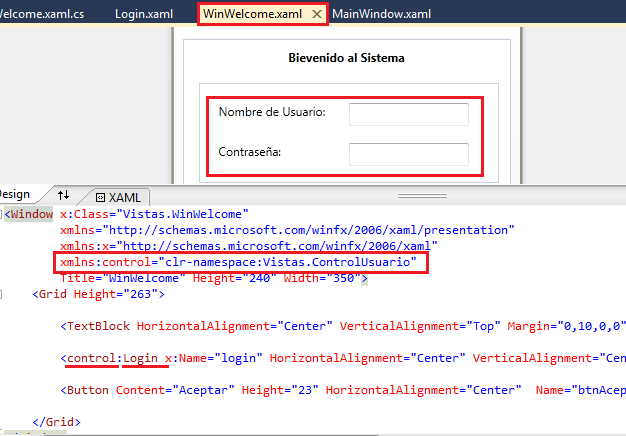 Welcome.xaml.cs Login.xaml WinWelcome.xaml MainWindow.xaml
Bievenido al Sistema
Nombre de Usuario:
Contraseña:
Design XAML
<Window x:Class="Vistas.WinWelcome"
xmlns="http://schemas.microsoft.com/winfx/2006/xaml/presentation"
xmlns:x="http://schemas.microsoft.com/winfx/2006/xaml"
xmlns:control="clr-namespace:Vistas.ControlUsuario"
Title="WinWelcome" Height="240" Width="350">
<Grid Height="263">
<TextBlock HorizontalAlignment="Center" VerticalAlignment="Top" Margin="0,10,0,0"
<control:Login x:Name="login" HorizontalAlignment="Center" VerticalAlignment="Cen
<Button Content="Aceptar" Height="23" HorizontalAlignment="Center" Name="btnAcep
</Grid>